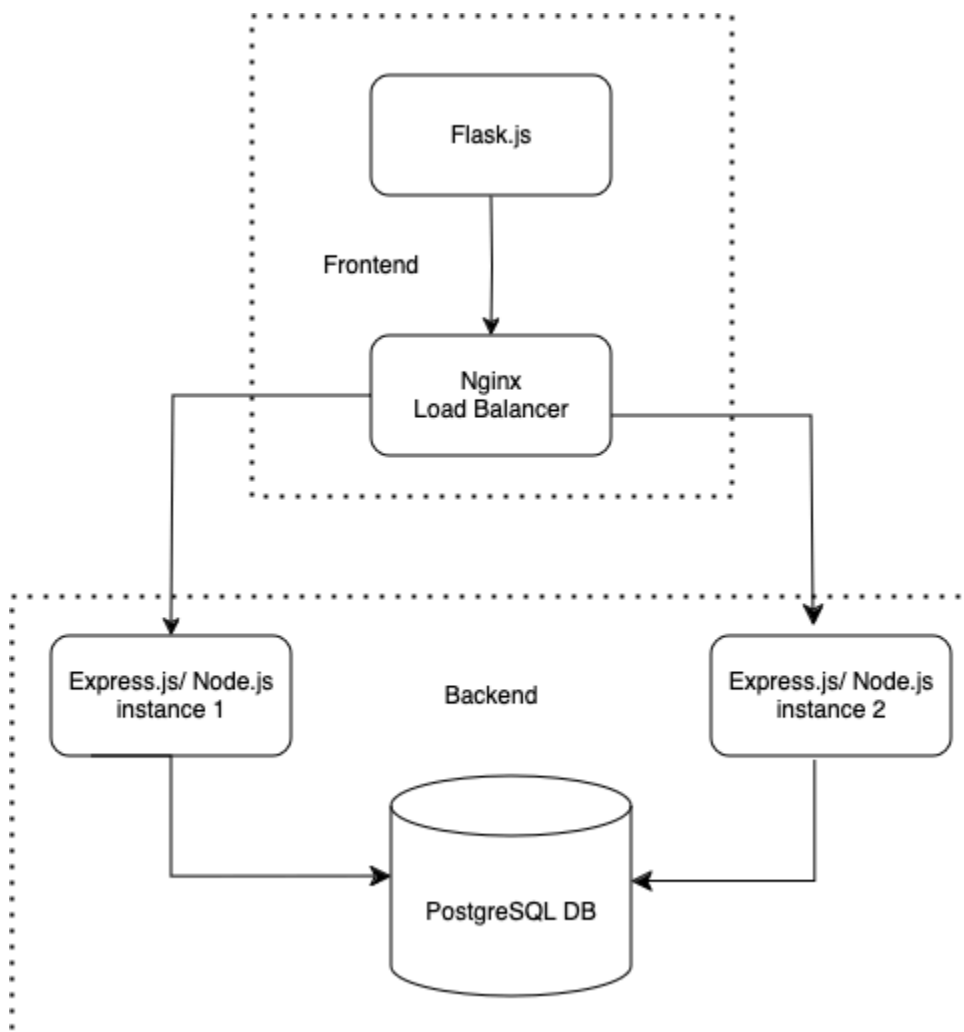 Flask.js
Frontend
Nginx
Load Balancer
Express.js/ Node.js
instance 1
Backend
Express.js/ Node.js
instance 2
PostgreSQL DB